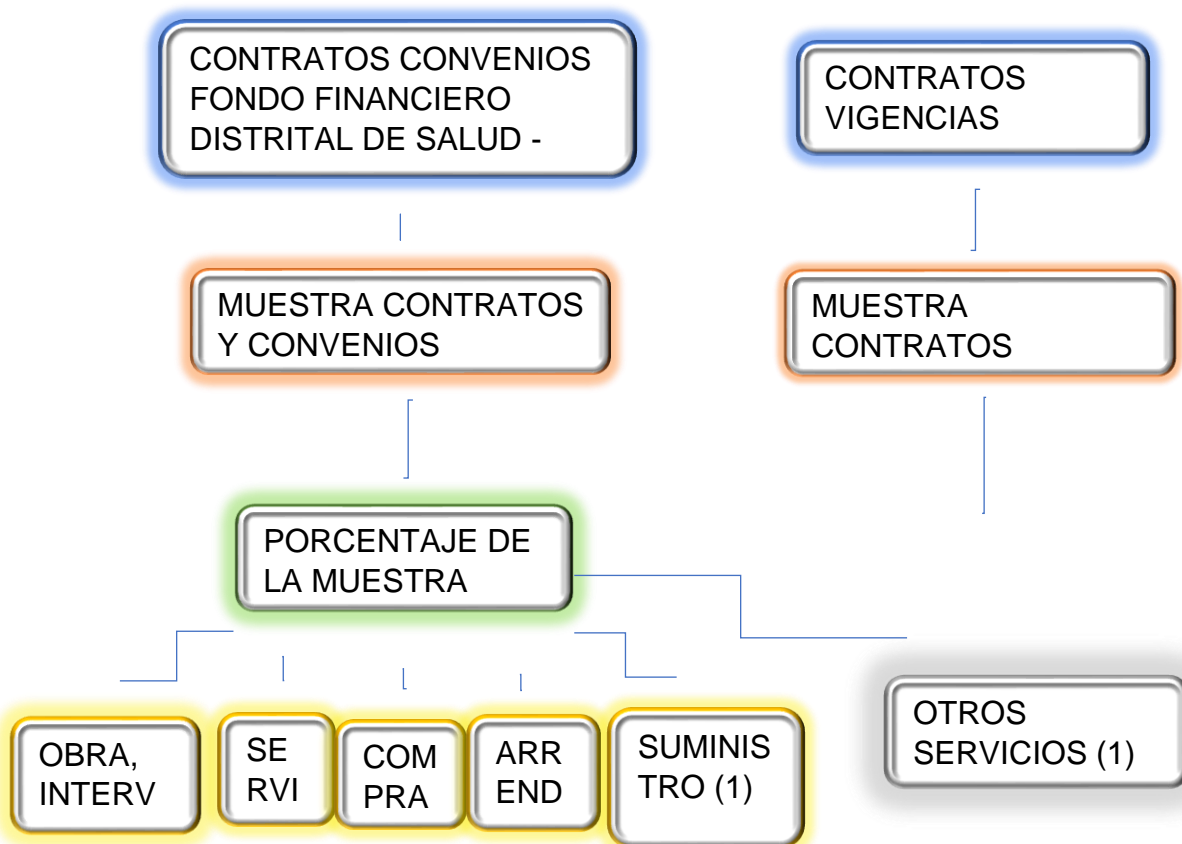 CONTRATOS CONVENIOS
FONDO FINANCIERO
DISTRITAL DE SALUD -
CONTRATOS
VIGENCIAS
MUESTRA CONTRATOS
Y CONVENIOS
MUESTRA
CONTRATOS
PORCENTAJE DE
LA MUESTRA
OBRA,
INTERV
SE
RVI
COM
PRA
ARR
END
SUMINIS
TRO (1)
OTROS
SERVICIOS (1)